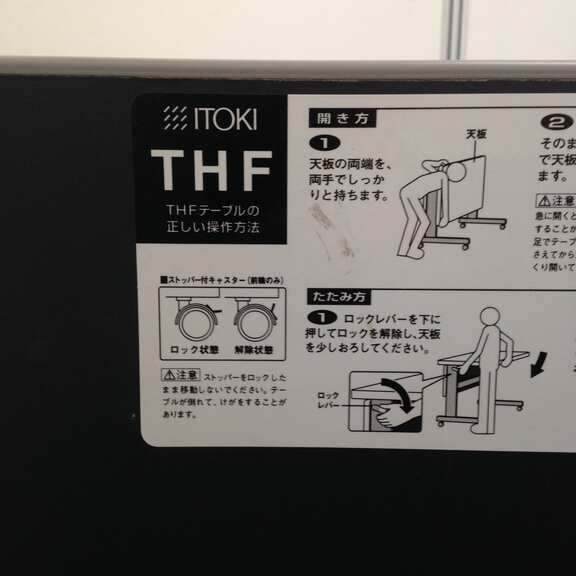 ITOKI
THF
THFテーブルの
正しい操作方法
■ストッパー付キャスター(前輪のみ)
ロック状態 解除状態
⚠注意 ストッパーをロックした
まま移動しないでください。テー
ブルが倒れて、けがをすることが
あります。
開き方
1
天板の両端を、
両手でしっか
りと持ちます。
天板
2
そのま
で天板
ます。
⚠注意
急に開くと
することが
足でテーブ
さえてから
くり開いて
たたみ方
1 ロックレバーを下に
押してロックを解除し、天板
を少しおろしてください。
ロック
レバー